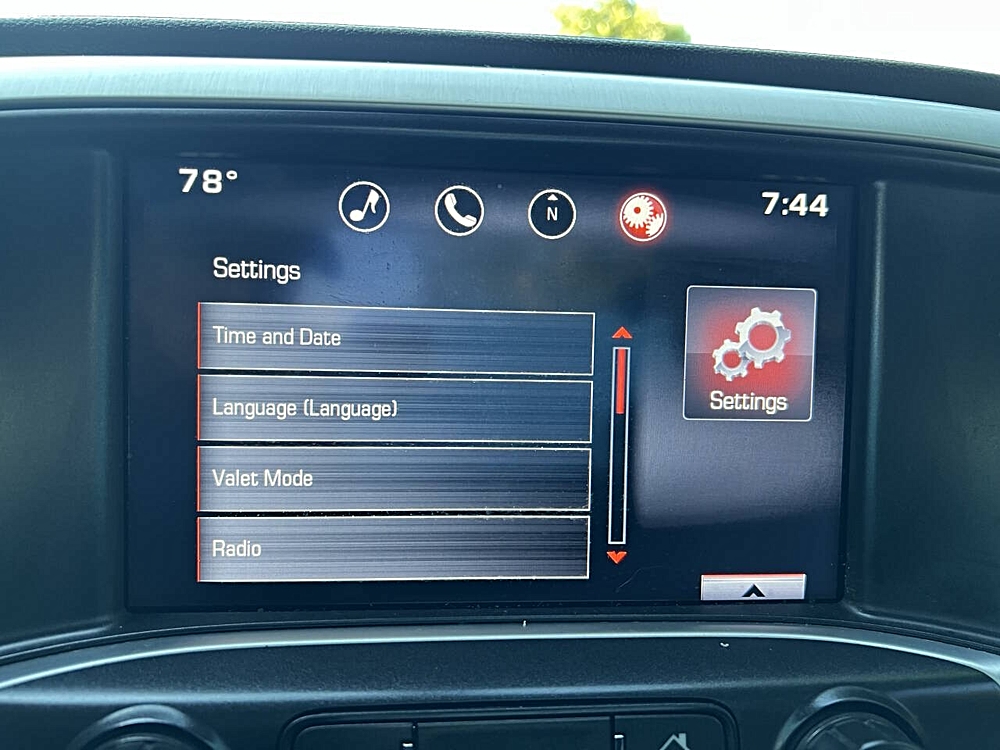 78°
N
7:44
Settings
Time and Date
Language (Language)
Valet Mode
Radio
Settings